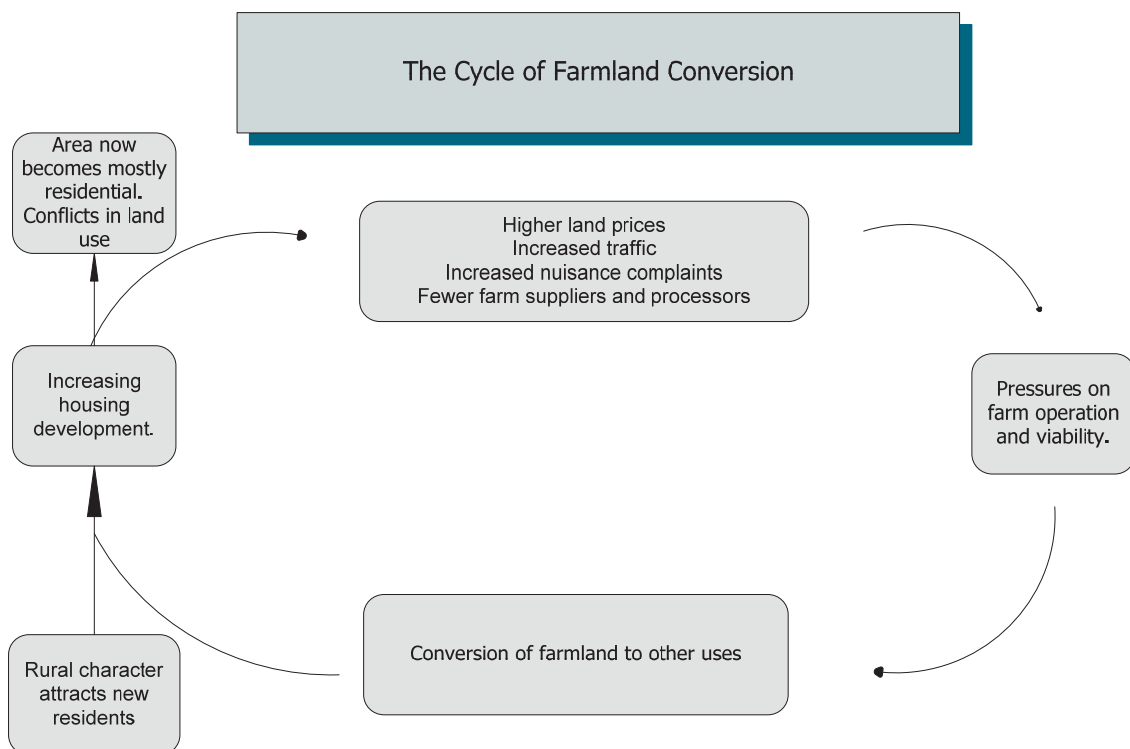 The Cycle of Farmland Conversion
Area now
becomes mostly
residential.
Conflicts in land
use
Higher land prices
Increased traffic
Increased nuisance complaints
Fewer farm suppliers and processors
Increasing
housing
development.
Pressures on
farm operation
and viability.
Conversion of farmland to other uses
Rural character
attracts new
residents